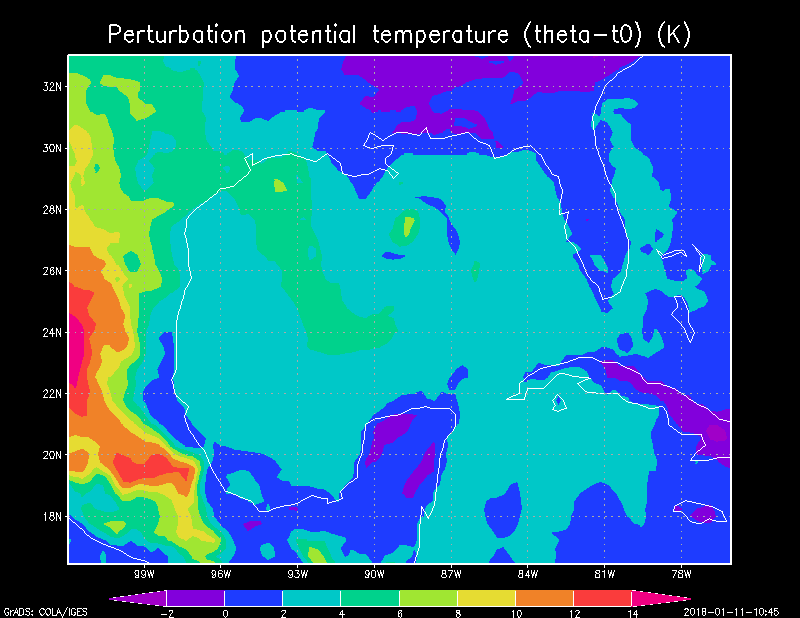 Perturbation potential temperature (theta-t0) (K)
32N
30N
28N
26N
24N
22N
20N
18N
99W 96W 93W 90W 87W 84W 81W 78W
-2 0 2 4 6 8 10 12 14
GrADS: COLA/IGES 2018-01-11-10:45